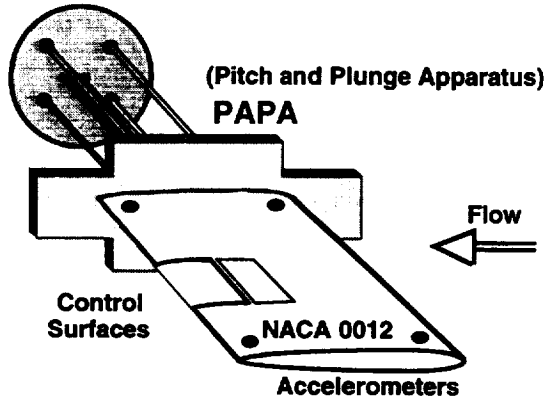 (Pitch and Plunge Apparatus)
PAPA
Flow
Control
Surfaces
NACA 0012
Accelerometers